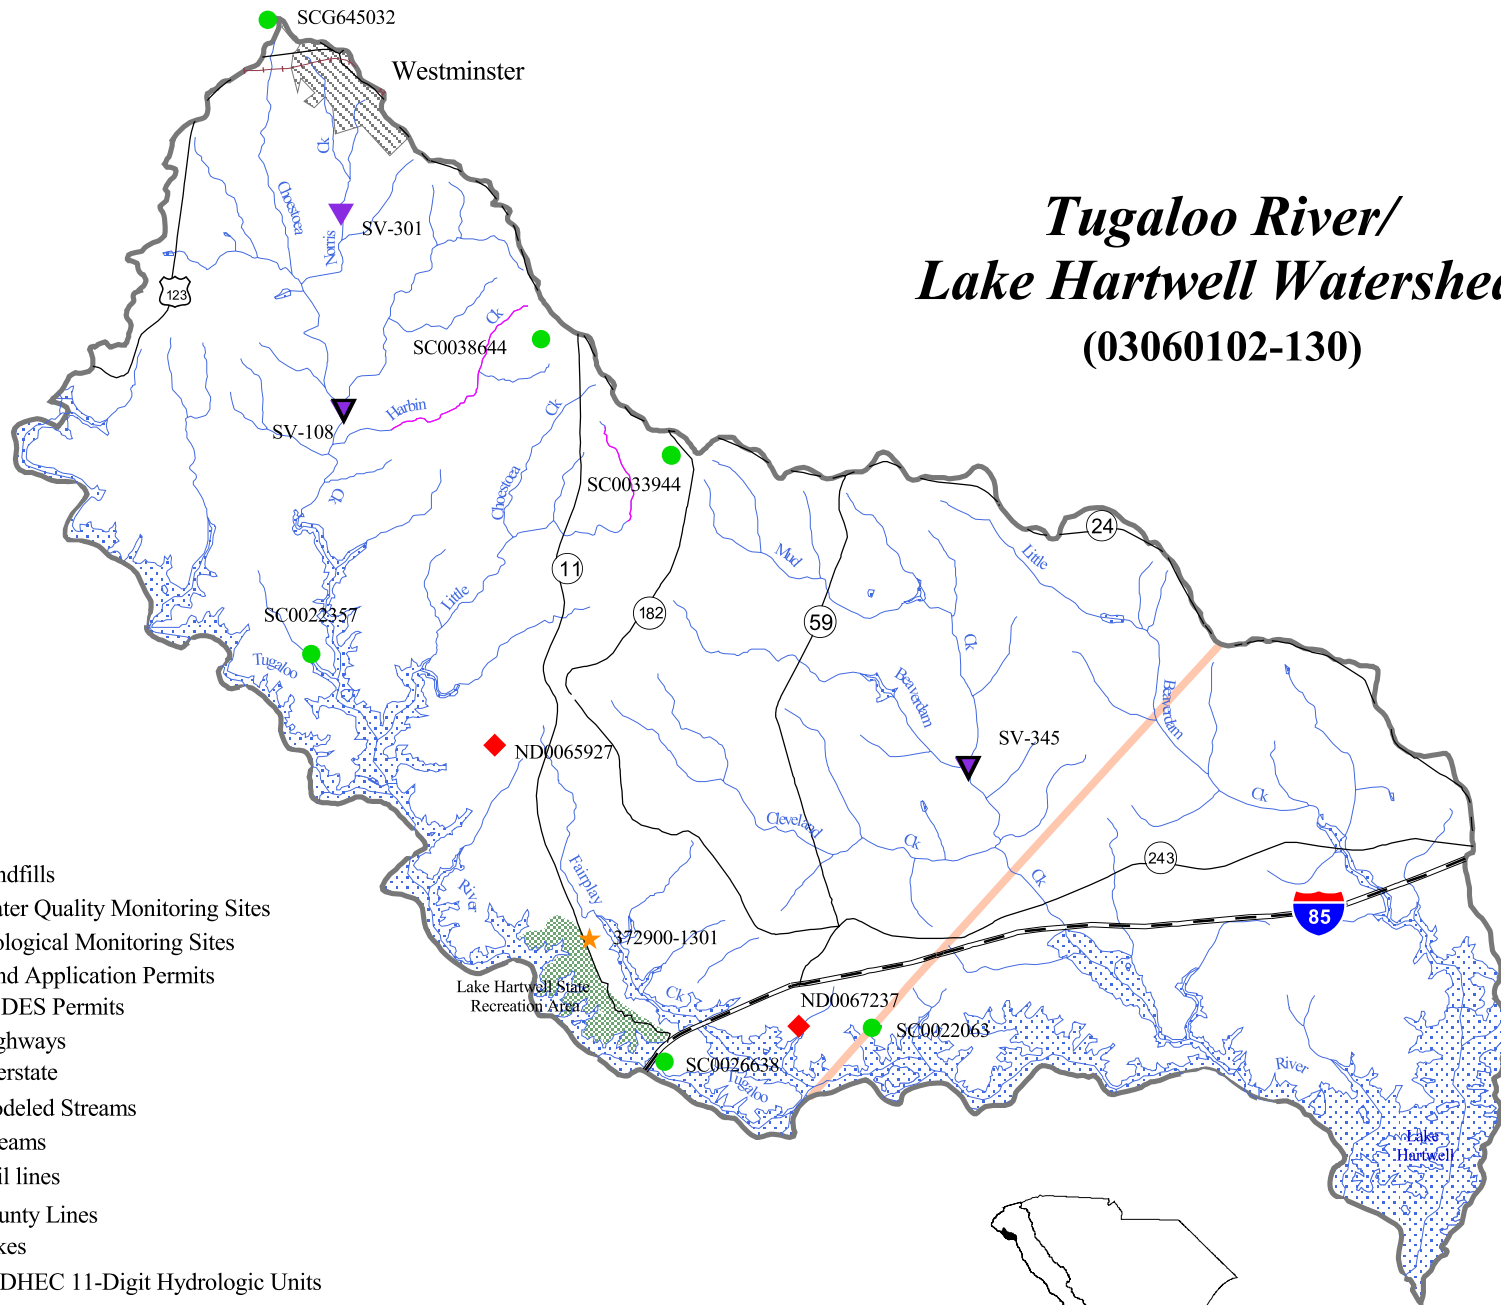 SCG645032
Westminster
Tugaloo River/
Lake Hartwell Watershed
(03060102-130)
Ck
Choestoea
Norris
SV-301
123
Ck
SC0038644
Harbin
SV-108
Ck
Ck
Choestoea
Little
SC0033944
11
182
59
24
Mud
Little
Ck
Beaverdam
Beaverdam
SC0022357
Tugaloo
ND0065927
SV-345
Cleveland
Ck
Ck
Ck
243
85
River
Fairplay
372900-1301
Lake Hartwell State
Recreation Area
Ck
ND0067237
SC0022063
SC0026638
Tugaloo
River
Lake
Hartwell
ndfills
ater Quality Monitoring Sites
ological Monitoring Sites
nd Application Permits
DES Permits
ghways
erstate
odeled Streams
eams
il lines
unty Lines
kes
DHEC 11-Digit Hydrologic Units